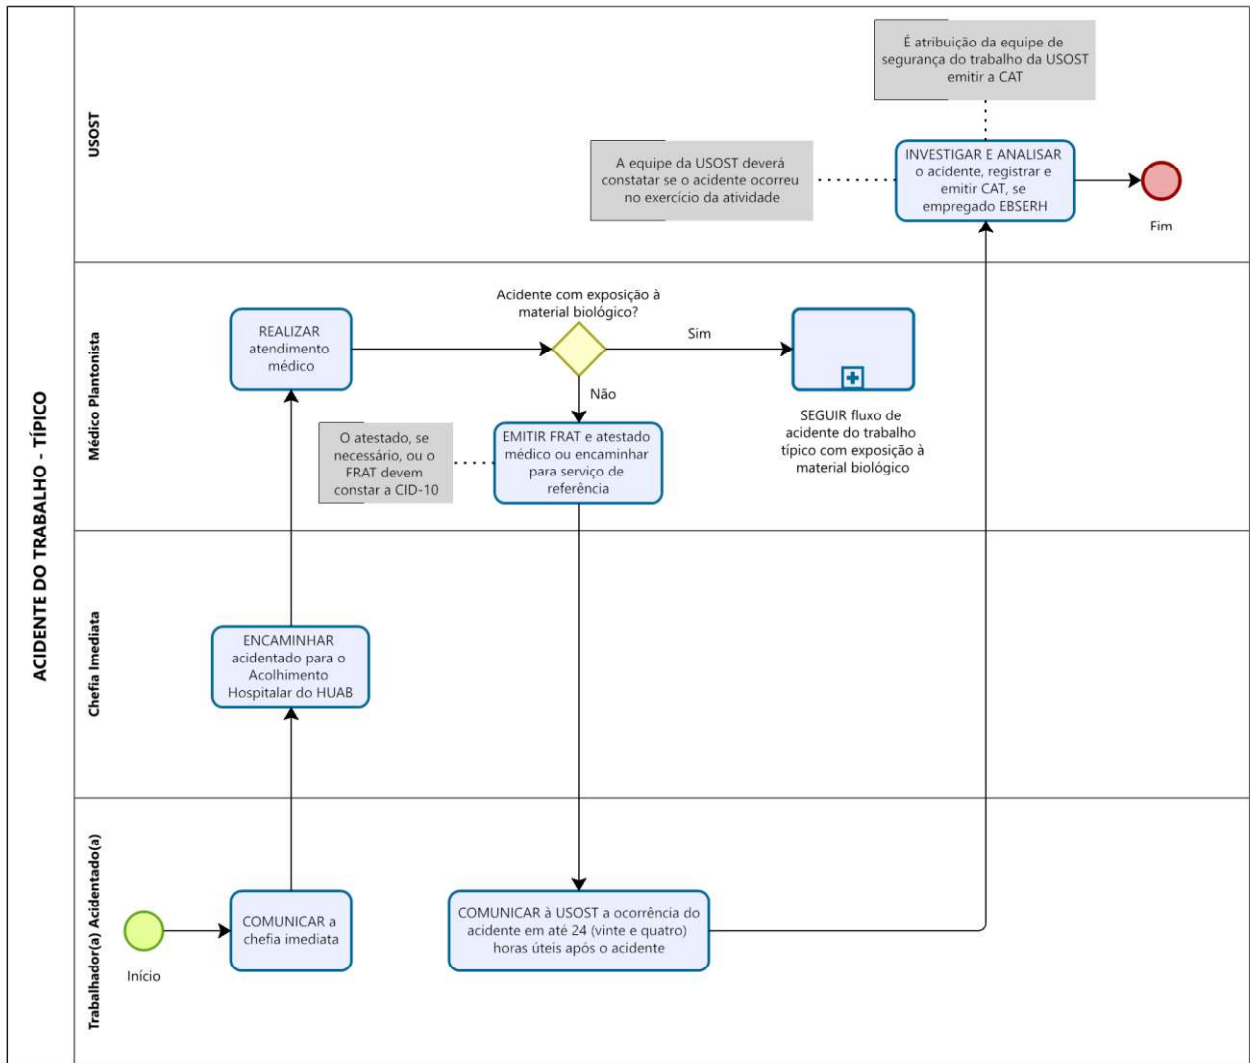 ACIDENTE DO TRABALHO - TÍPICO
USOST
É atribuição da equipe de
segurança do trabalho da USOST
emitir a CAT
A equipe da USOST deverá
constatar se o acidente ocorreu
no exercício da atividade
INVESTIGAR E ANALISAR
o acidente, registrar e
emitir CAT, se
empregado EBSERH
Fim
Médico Plantonista
REALIZAR
atendimento
médico
Acidente com exposição à
material biológico?
Sim
Não
SEGUIR fluxo de
acidente do trabalho
típico com exposição à
material biológico
O atestado, se
necessário, ou o
FRAT devem
constar a CID-10
EMITIR FRAT e atestado
médico ou encaminhar
para serviço de
referência
Chefia Imediata
ENCAMINHAR
acidentado para o
Acolhimento
Hospitalar do HUAB
Trabalhador(a) Acidentado(a)
Início
COMUNICAR a
chefia imediata
COMUNICAR à USOST a ocorrência do
acidente em até 24 (vinte e quatro)
horas úteis após o acidente